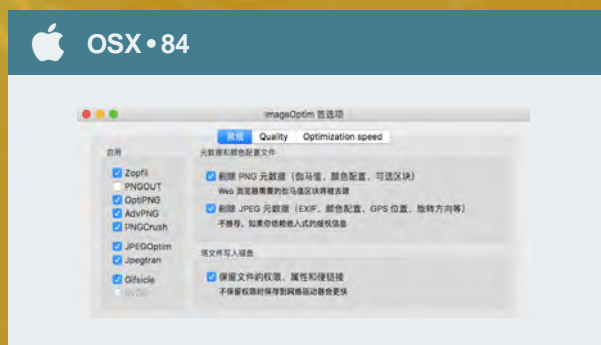 OSX•84
ImageOptim 首选项
常规 Quality Optimization speed
启用
Zopfli
PNGOUT
OptiPNG
AdvPNG
PNGCrush
JPEGOptim
Jpegtran
Gifsicle
元数据和颜色配置文件
删除 PNG 元数据（伽马值、颜色配置、可选区块）
Web 浏览器需要的伽马值区块将被去除
删除 JPEG 元数据（EXIF、颜色配置、GPS 位置、旋转方向等）
不推荐，如果你依赖嵌入式的版权信息
将文件写入磁盘
保留文件的权限、属性和硬链接
不保留权限时保存到网络驱动器会更快